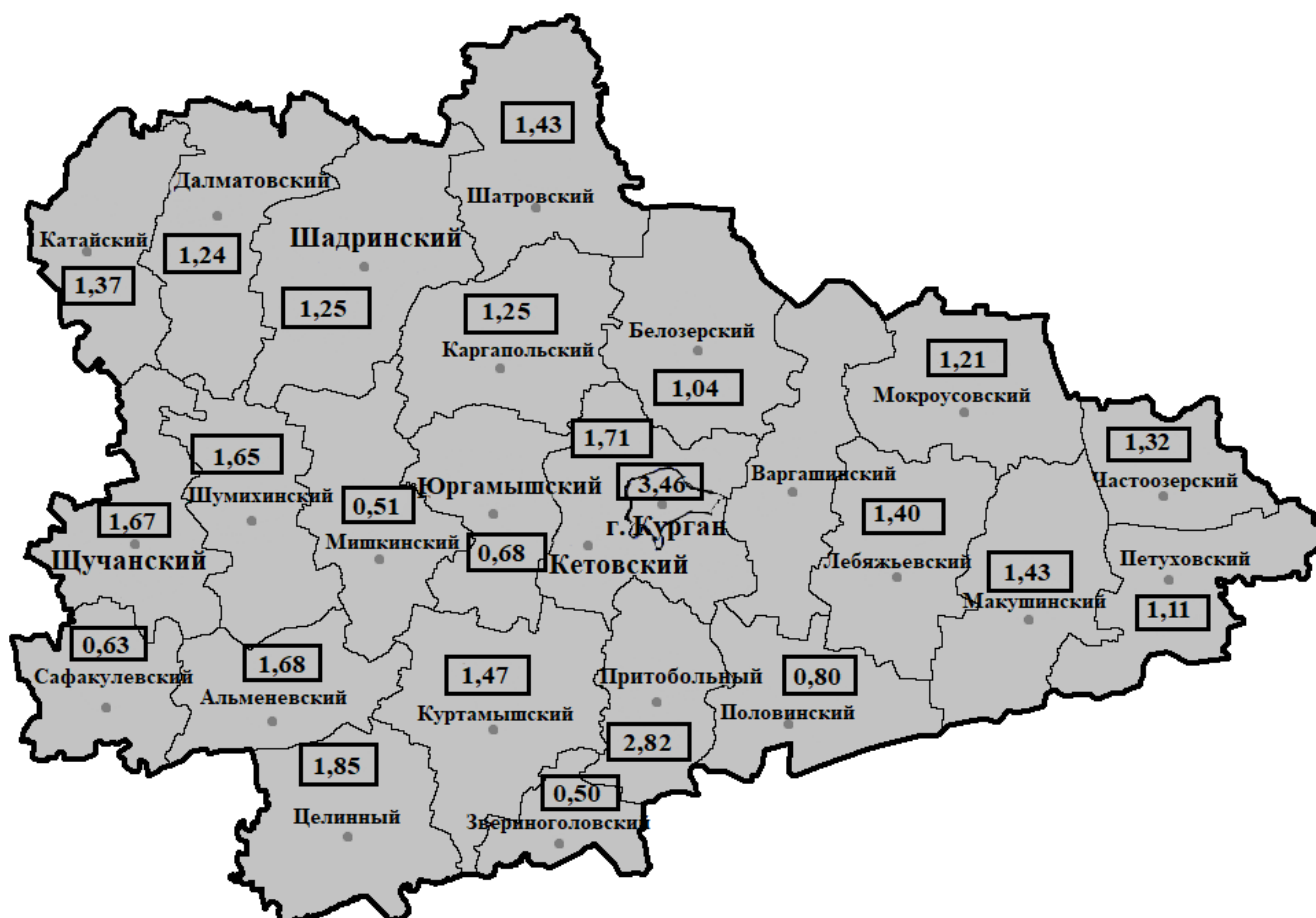 1,43
Шатровский
Далматовский
1,24
Катайский
1,37
Шадринский
1,25
1,25
Каргапольский
Белозерский
1,04
1,21
Мокроусовский
1,32
Частоозерский
1,71
3,46
г. Курган
Кетовский
Варгашинский
1,40
Лебяжьевский
1,43
Макушинский
Петуховский
1,11
1,65
Шумихинский
0,51
Мишкинский
Юргамышский
0,68
1,67
Щучанский
0,63
Сафакулевский
1,68
Альменевский
1,47
Куртамышский
Притобольный
2,82
0,80
Половинский
1,85
Целинный
0,50
Звериноголовский